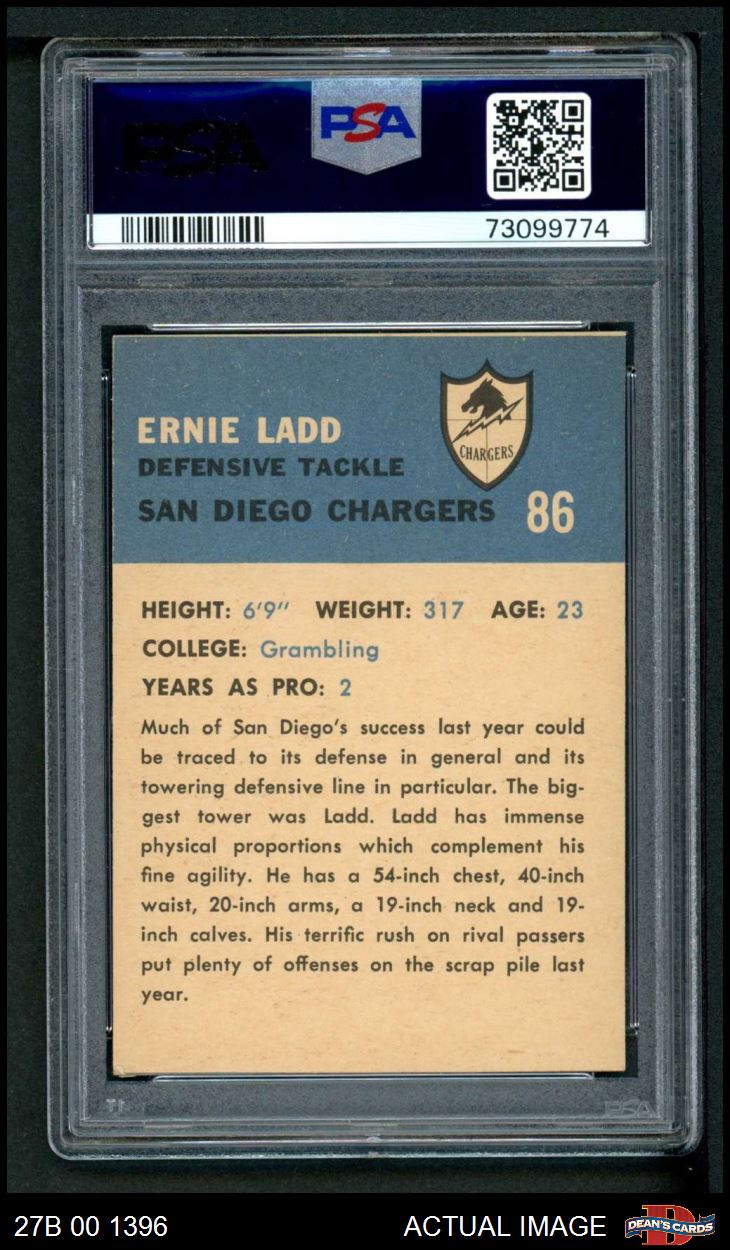 PSA
PSA
73099774
CHARGERS
ERNIE LADD
DEFENSIVE TACKLE
SAN DIEGO CHARGERS 86
HEIGHT: 6'9" WEIGHT: 317 AGE: 23
COLLEGE: Grambling
YEARS AS PRO: 2
Much of San Diego's success last year could
be traced to its defense in general and its
towering defensive line in particular. The big-
gest tower was Ladd. Ladd has immense
physical proportions which complement his
fine agility. He has a 54-inch chest, 40-inch
waist, 20-inch arms, a 19-inch neck and 19-
inch calves. His terrific rush on rival passers
put plenty of offenses on the scrap pile last
year.
PSA
27B 00 1396 ACTUAL IMAGE DEAN'S CARDS